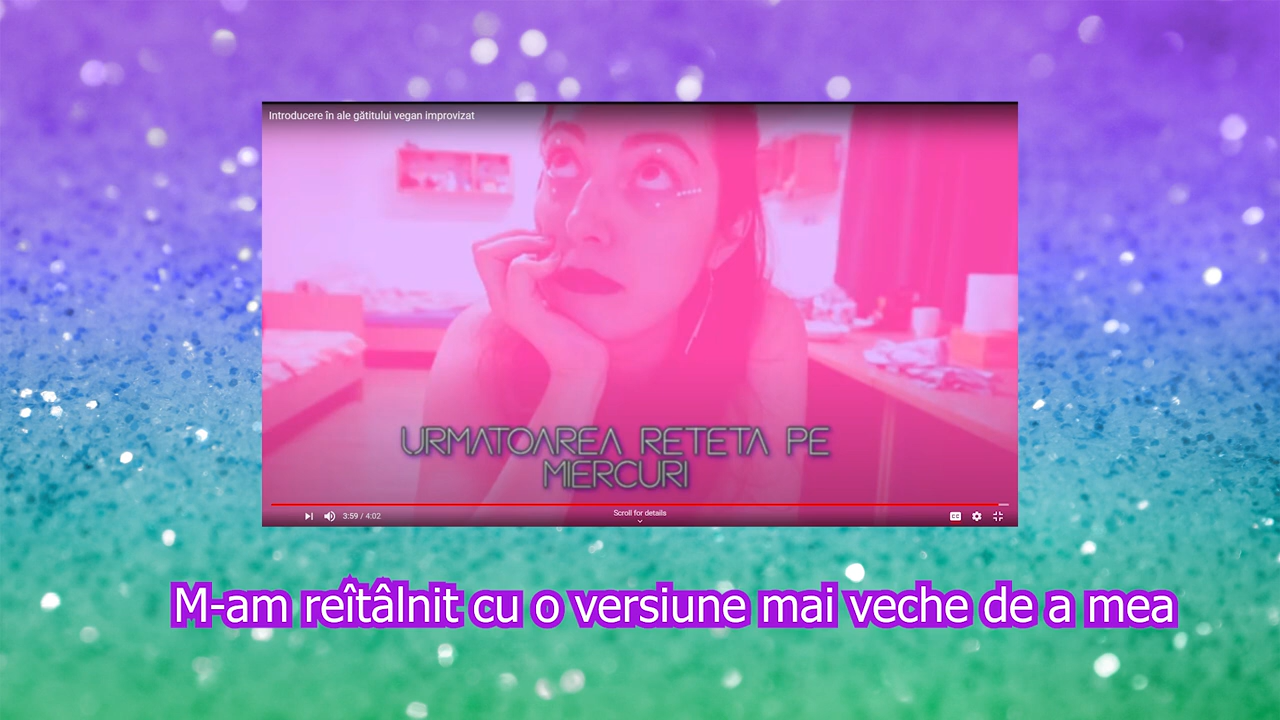 Introducere în ale gătitului vegan improvizat
URMATOAREA RETETA PE
MIERCURI
3:59 / 4:02
Scroll for details
CC
M-am reîtâlnit cu o versiune mai veche de a mea